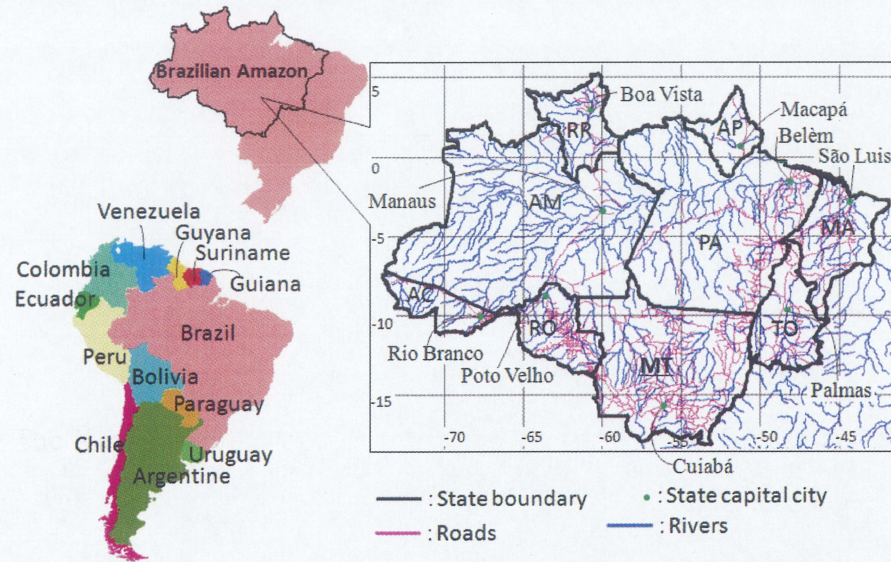 Brazilian Amazon
Venezuela
Guyana
Suriname
Guiana
Colombia
Ecuador
Brazil
Peru
Bolivia
Paraguay
Chile
Uruguay
Argentine
5
0
-5
-10
-15
-70
-65
-60
-55
-50
-45
Boa Vista
Macapá
Belèm
São Luis
Manaus
RR
AP
AM
PA
MA
AC
RO
TO
MT
Rio Branco
Poto Velho
Palmas
Cuiabá
: State boundary
: State capital city
: Roads
: Rivers